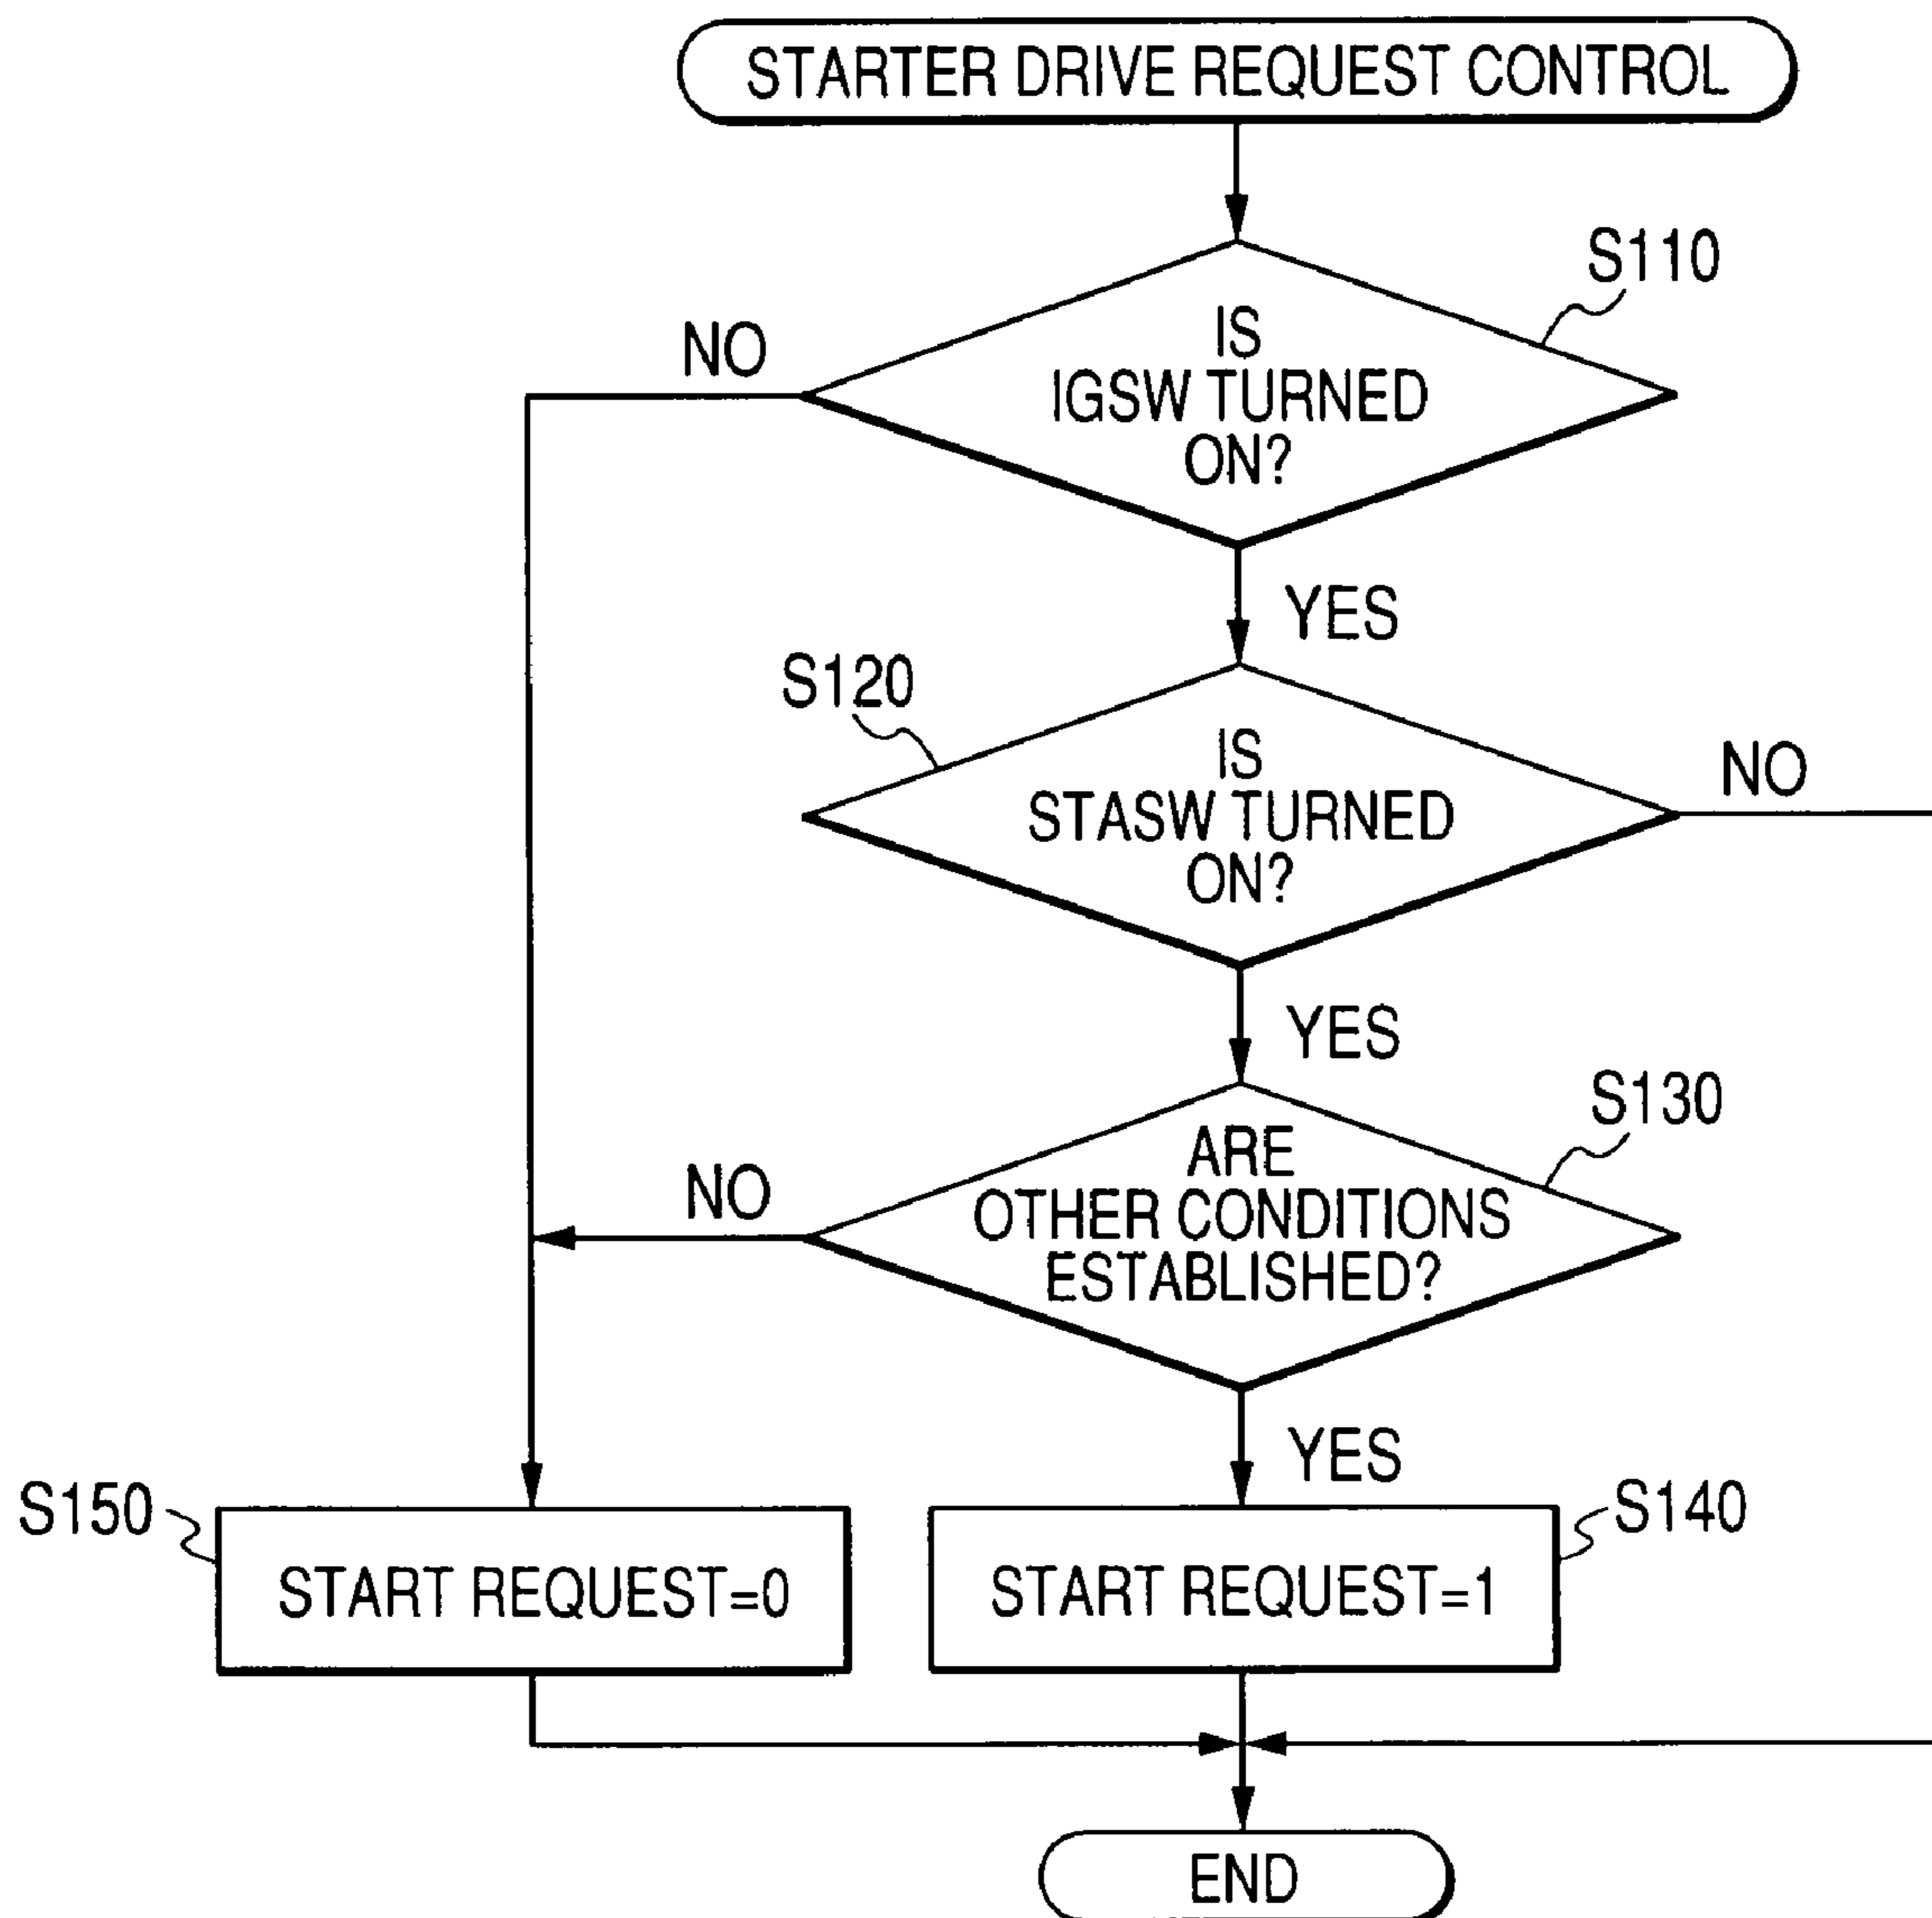 STARTER DRIVE REQUEST CONTROL
S110
IS
IGSW TURNED
ON?
NO
YES
S120
IS
STASW TURNED
ON?
NO
YES
S130
ARE
OTHER CONDITIONS
ESTABLISHED?
NO
YES
S150
START REQUEST=0
START REQUEST=1
S140
END